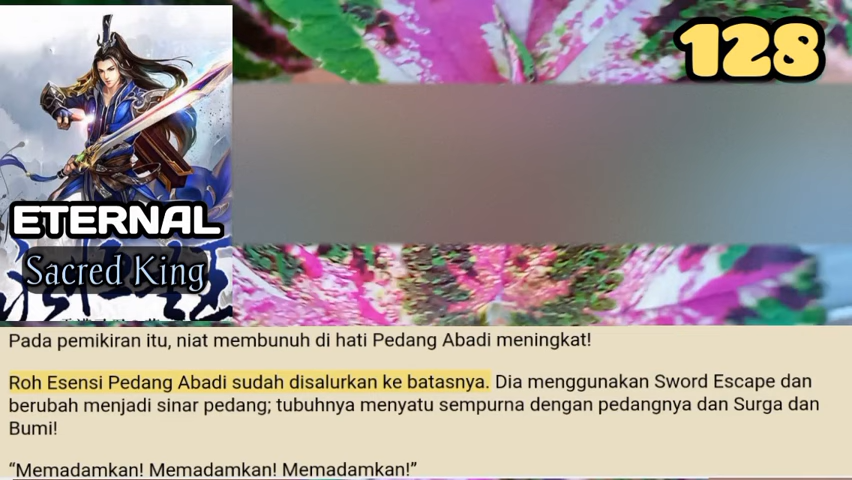 128
ETERNAL
Sacred King
Pada pemikiran itu, niat membunuh di hati Pedang Abadi meningkat!
Roh Esensi Pedang Abadi sudah disalurkan ke batasnya. Dia menggunakan Sword Escape dan
berubah menjadi sinar pedang; tubuhnya menyatu sempurna dengan pedangnya dan Surga dan
Bumi!
“Memadamkan! Memadamkan! Memadamkan!”